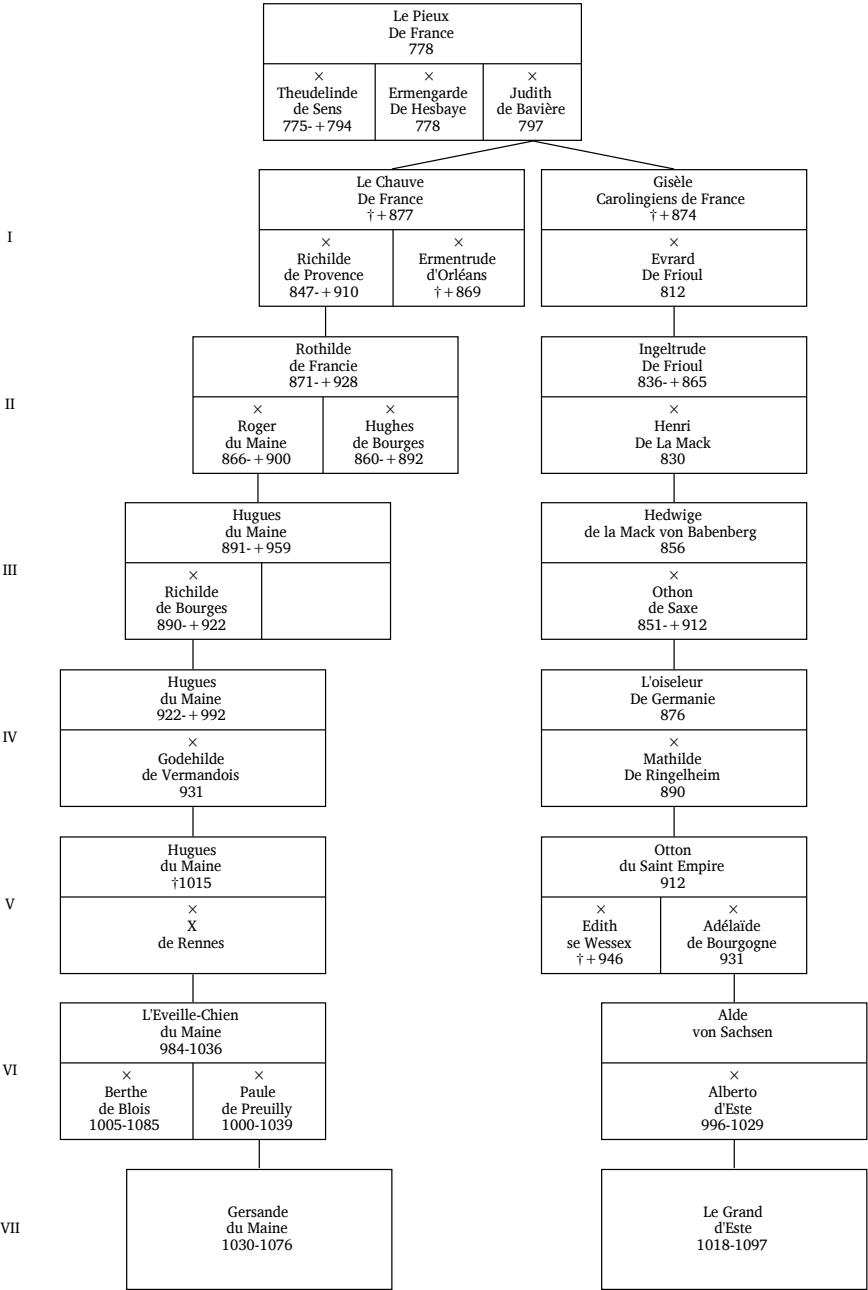 Le Pieux
De France
778
×
Theudelinde
de Sens
775-+794
×
Ermengarde
De Hesbaye
778
×
Judith
de Bavière
797
I
Le Chauve
De France
†+877
×
Richilde
de Provence
847-+910
×
Ermentrude
d'Orléans
†+869
Gisèle
Carolingiens de France
†+874
×
Evrard
De Frioul
812
II
Rothilde
de Francie
871-+928
×
Roger
du Maine
866-+900
×
Hughes
de Bourges
860-+892
Ingeltrude
De Frioul
836-+865
×
Henri
De La Mack
830
III
Hugues
du Maine
891-+959
×
Richilde
de Bourges
890-+922
Hedwige
de la Mack von Babenberg
856
×
Othon
de Saxe
851-+912
IV
Hugues
du Maine
922-+992
×
Godehilde
de Vermandois
931
L'oiseleur
De Germanie
876
×
Mathilde
De Ringelheim
890
V
Hugues
du Maine
†1015
×
X
de Rennes
Otton
du Saint Empire
912
×
Edith
se Wessex
†+946
×
Adélaïde
de Bourgogne
931
VI
L'Eveille-Chien
du Maine
984-1036
×
Berthe
de Blois
1005-1085
×
Paule
de Preuilly
1000-1039
Alde
von Sachsen
×
Alberto
d'Este
996-1029
VII
Gersande
du Maine
1030-1076
Le Grand
d'Este
1018-1097